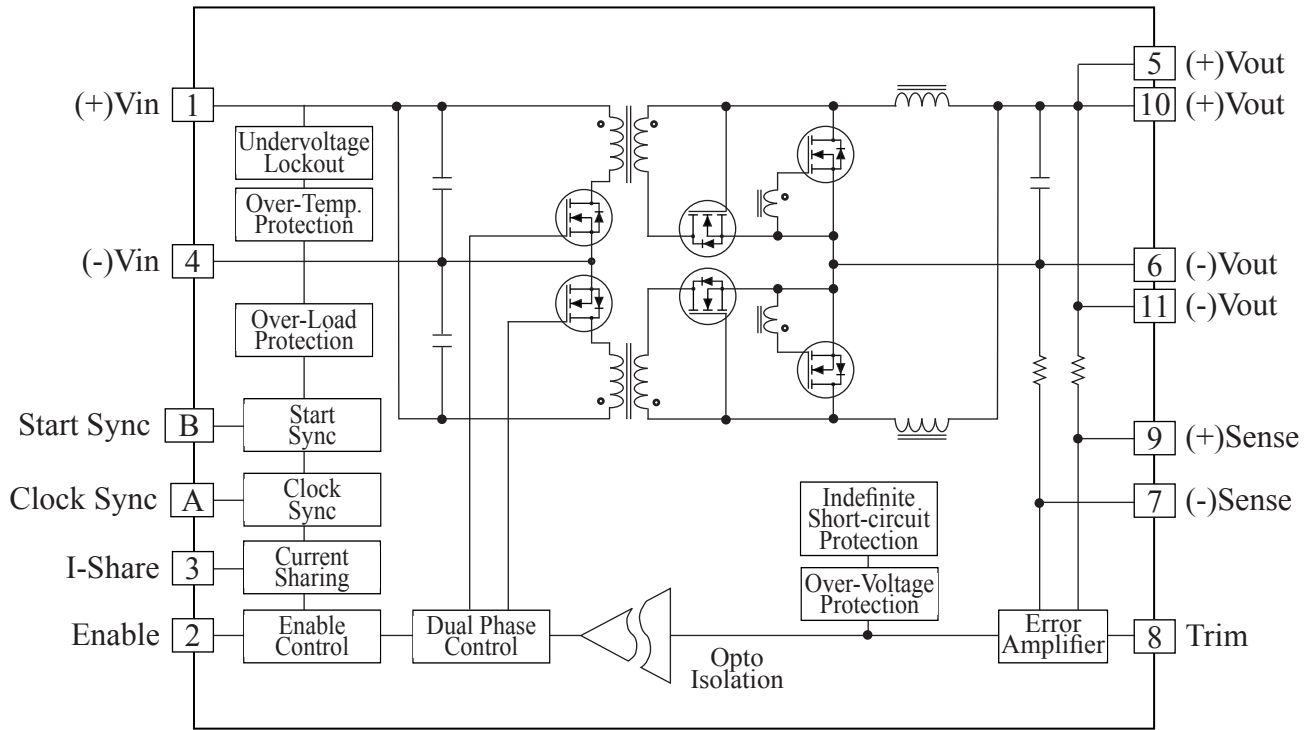 (+)Vin 1
Undervoltage
Lockout
Over-Temp.
Protection
(-)Vin 4
Over-Load
Protection
Start Sync B
Start
Sync
Clock Sync A
Clock
Sync
I-Share 3
Current
Sharing
Enable 2
Enable
Control
Dual Phase
Control
Opto
Isolation
Indefinite
Short-circuit
Protection
Over-Voltage
Protection
Error
Amplifier
5 (+)Vout
10 (+)Vout
6 (-)Vout
11 (-)Vout
9 (+)Sense
7 (-)Sense
8 Trim